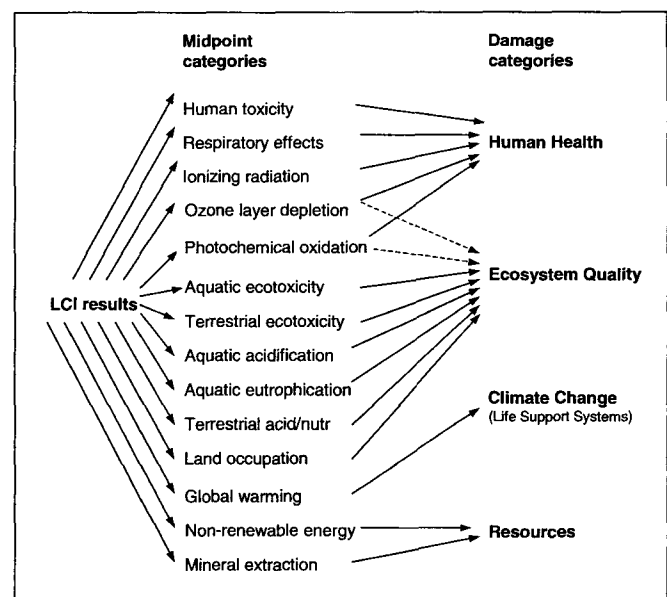 Midpoint
categories
Damage
categories
Human toxicity
Respiratory effects
Human Health
Ionizing radiation
Ozone layer depletion
Photochemical oxidation
Ecosystem Quality
Aquatic ecotoxicity
LCI results
Terrestrial ecotoxicity
Aquatic acidification
Aquatic eutrophication
Climate Change
(Life Support Systems)
Terrestrial acid/nutr
Land occupation
Global warming
Non-renewable energy
Resources
Mineral extraction